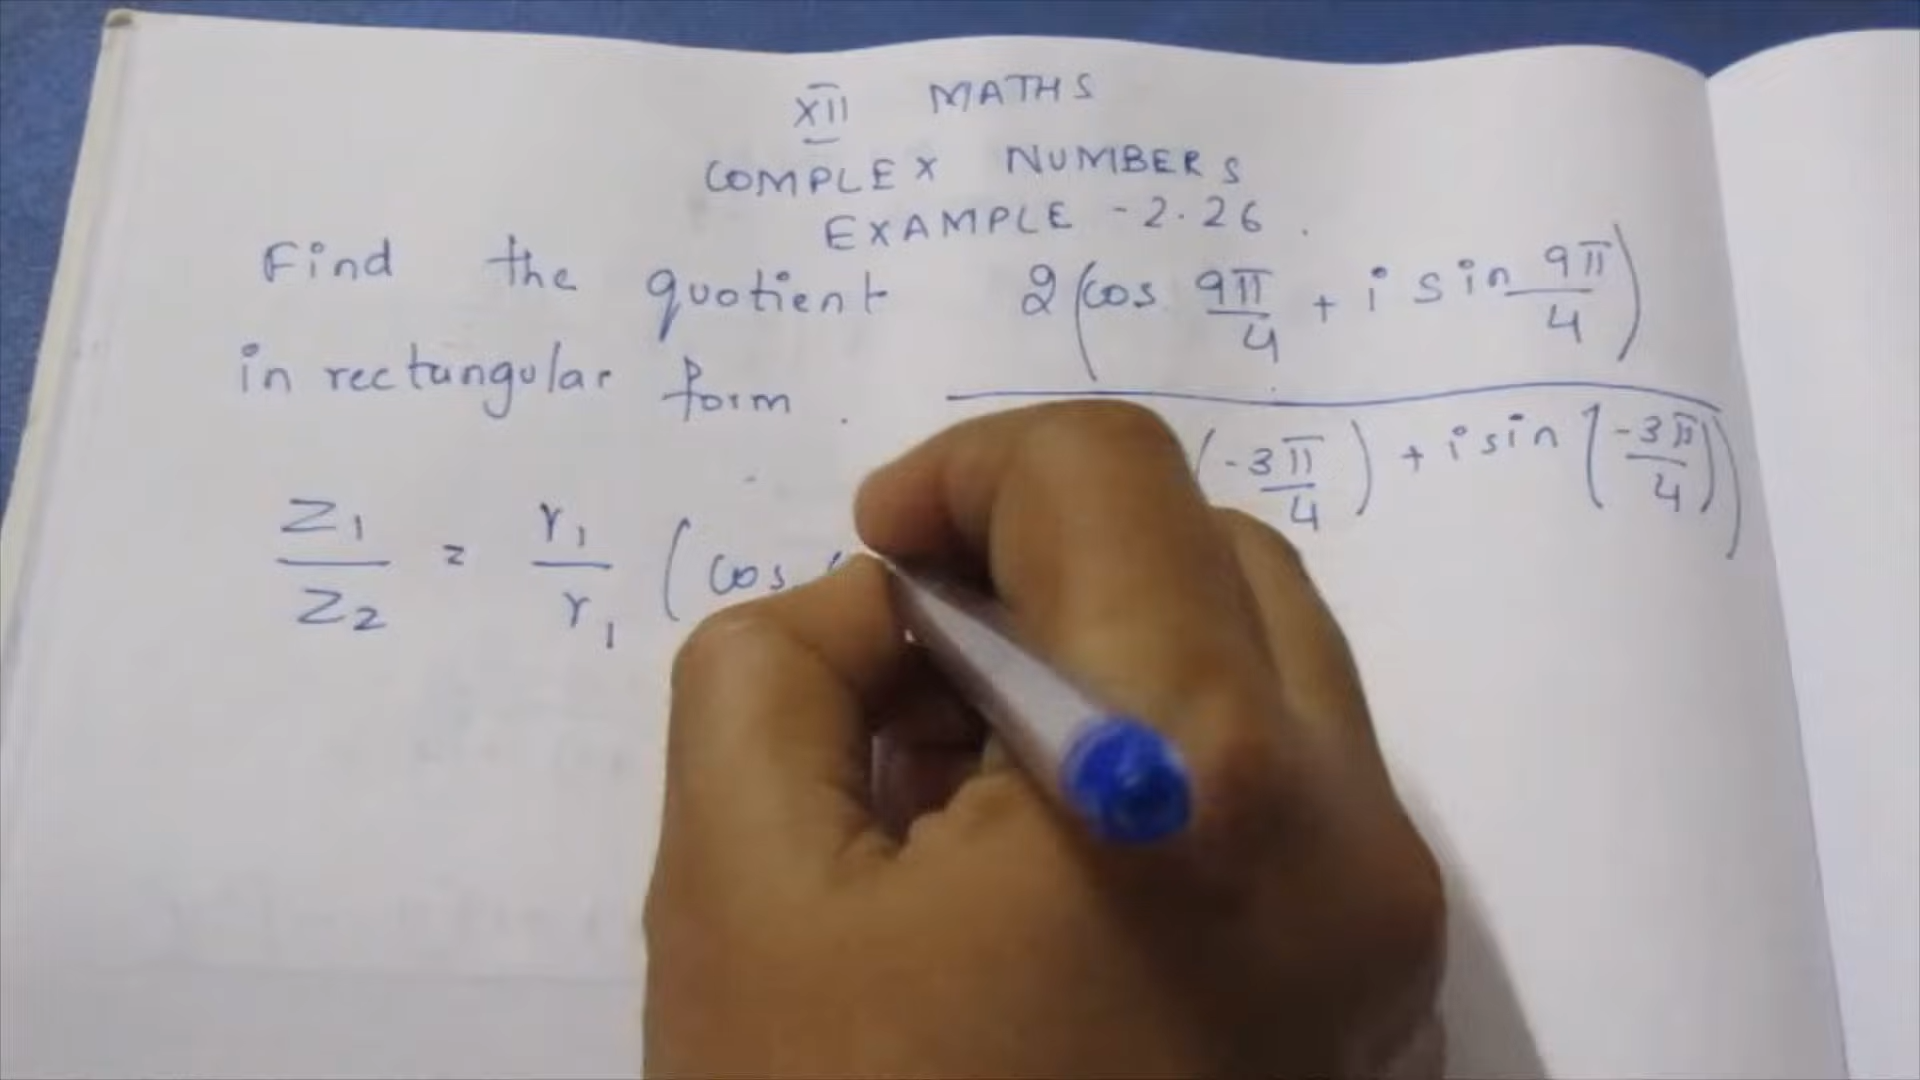 XII MATHS
COMPLEX NUMBERS
EXAMPLE - 2.26.
Find the quotient 2(cos 9π/4 + i sin 9π/4)
in rectangular form. (-3π/4) + i sin(-3π/4))
Z1/Z2 = r1/r1 (cos